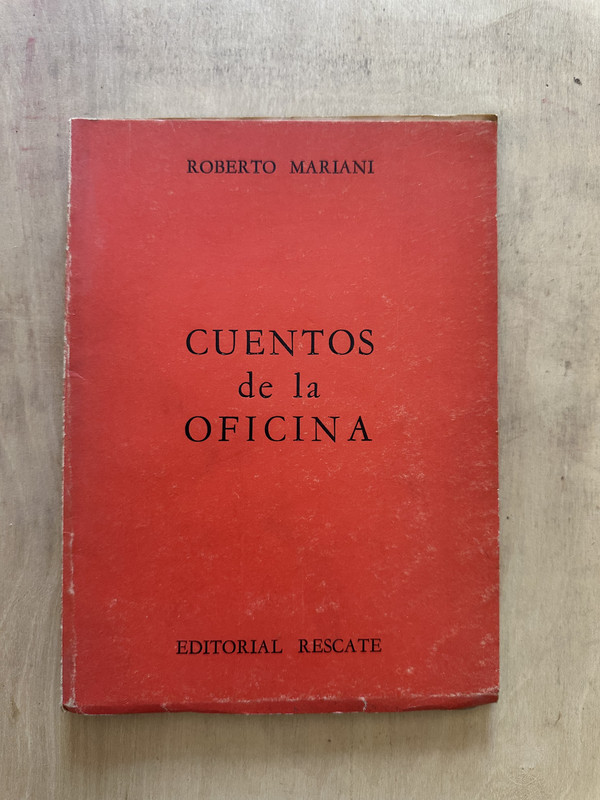 ROBERTO MARIANI
CUENTOS
de la
OFICINA
EDITORIAL RESCATE